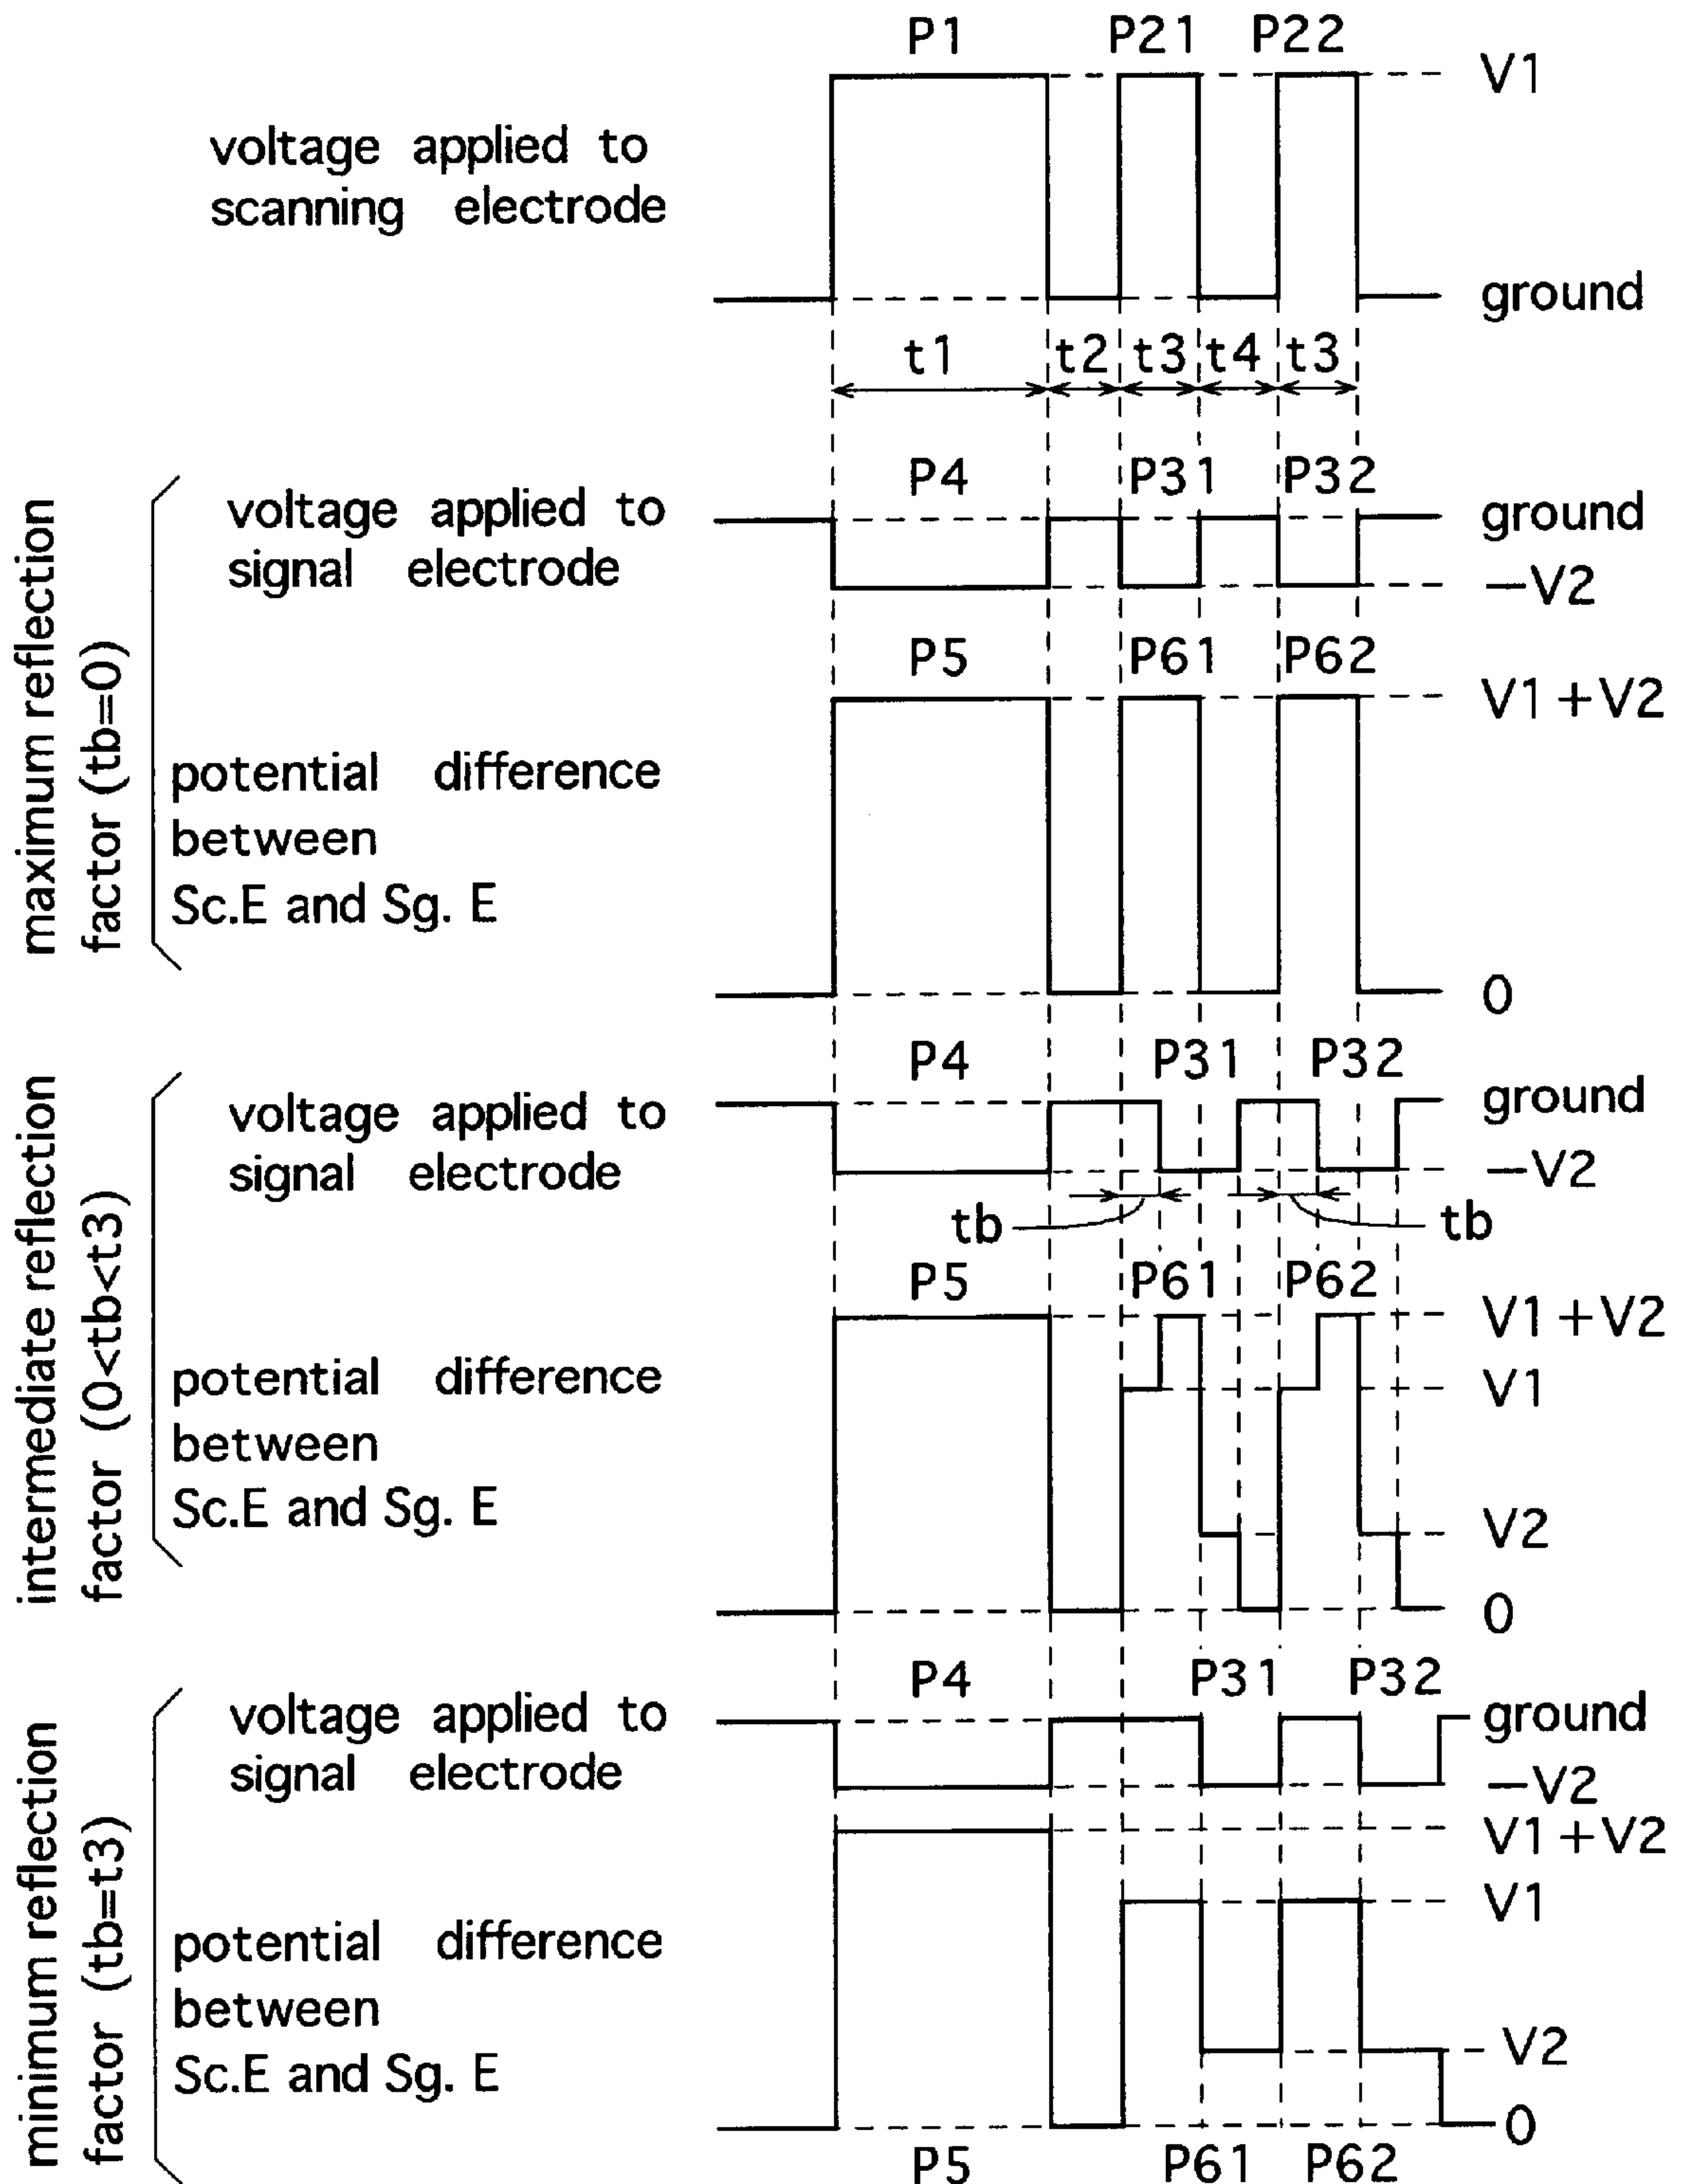 P1 P21 P22
V1
voltage applied to
scanning electrode
ground
t1 t2 t3 t4 t3
maximum reflection
factor (tb=0)
voltage applied to
signal electrode
P4 P31 P32
ground
−V2
P5 P61 P62
V1+V2
potential difference
between
Sc.E and Sg. E
0
intermediate reflection
factor (0<tb<t3)
voltage applied to
signal electrode
P4 P31 P32
ground
−V2
tb tb
P5 P61 P62
V1+V2
V1
potential difference
between
Sc.E and Sg. E
V2
0
minimum reflection
factor (tb=t3)
voltage applied to
signal electrode
P4 P31 P32
ground
−V2
V1+V2
V1
potential difference
between
Sc.E and Sg. E
V2
0
P5 P61 P62